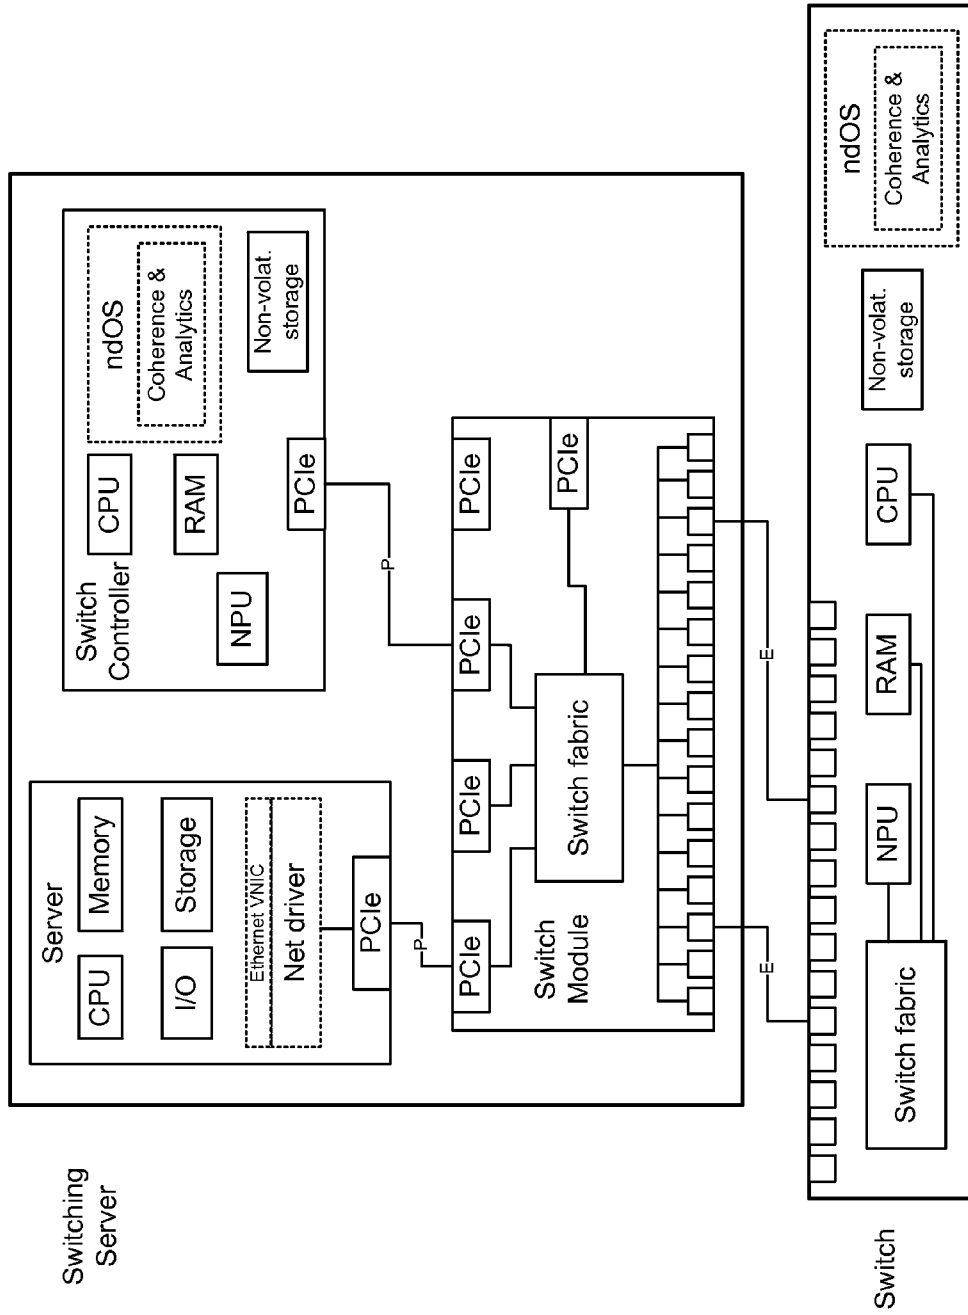 Switching
Server
Server
CPU
Memory
I/O
Storage
Ethernet VNIC
Net driver
PCIe
P
Switch
Controller
CPU
RAM
NPU
ndOS
Coherence &
Analytics
Non-volat.
storage
PCIe
P
PCIe
PCIe
PCIe
PCIe
PCIe
Switch
Module
Switch fabric
E
E
Switch
Switch fabric
NPU
RAM
CPU
Non-volat.
storage
ndOS
Coherence &
Analytics